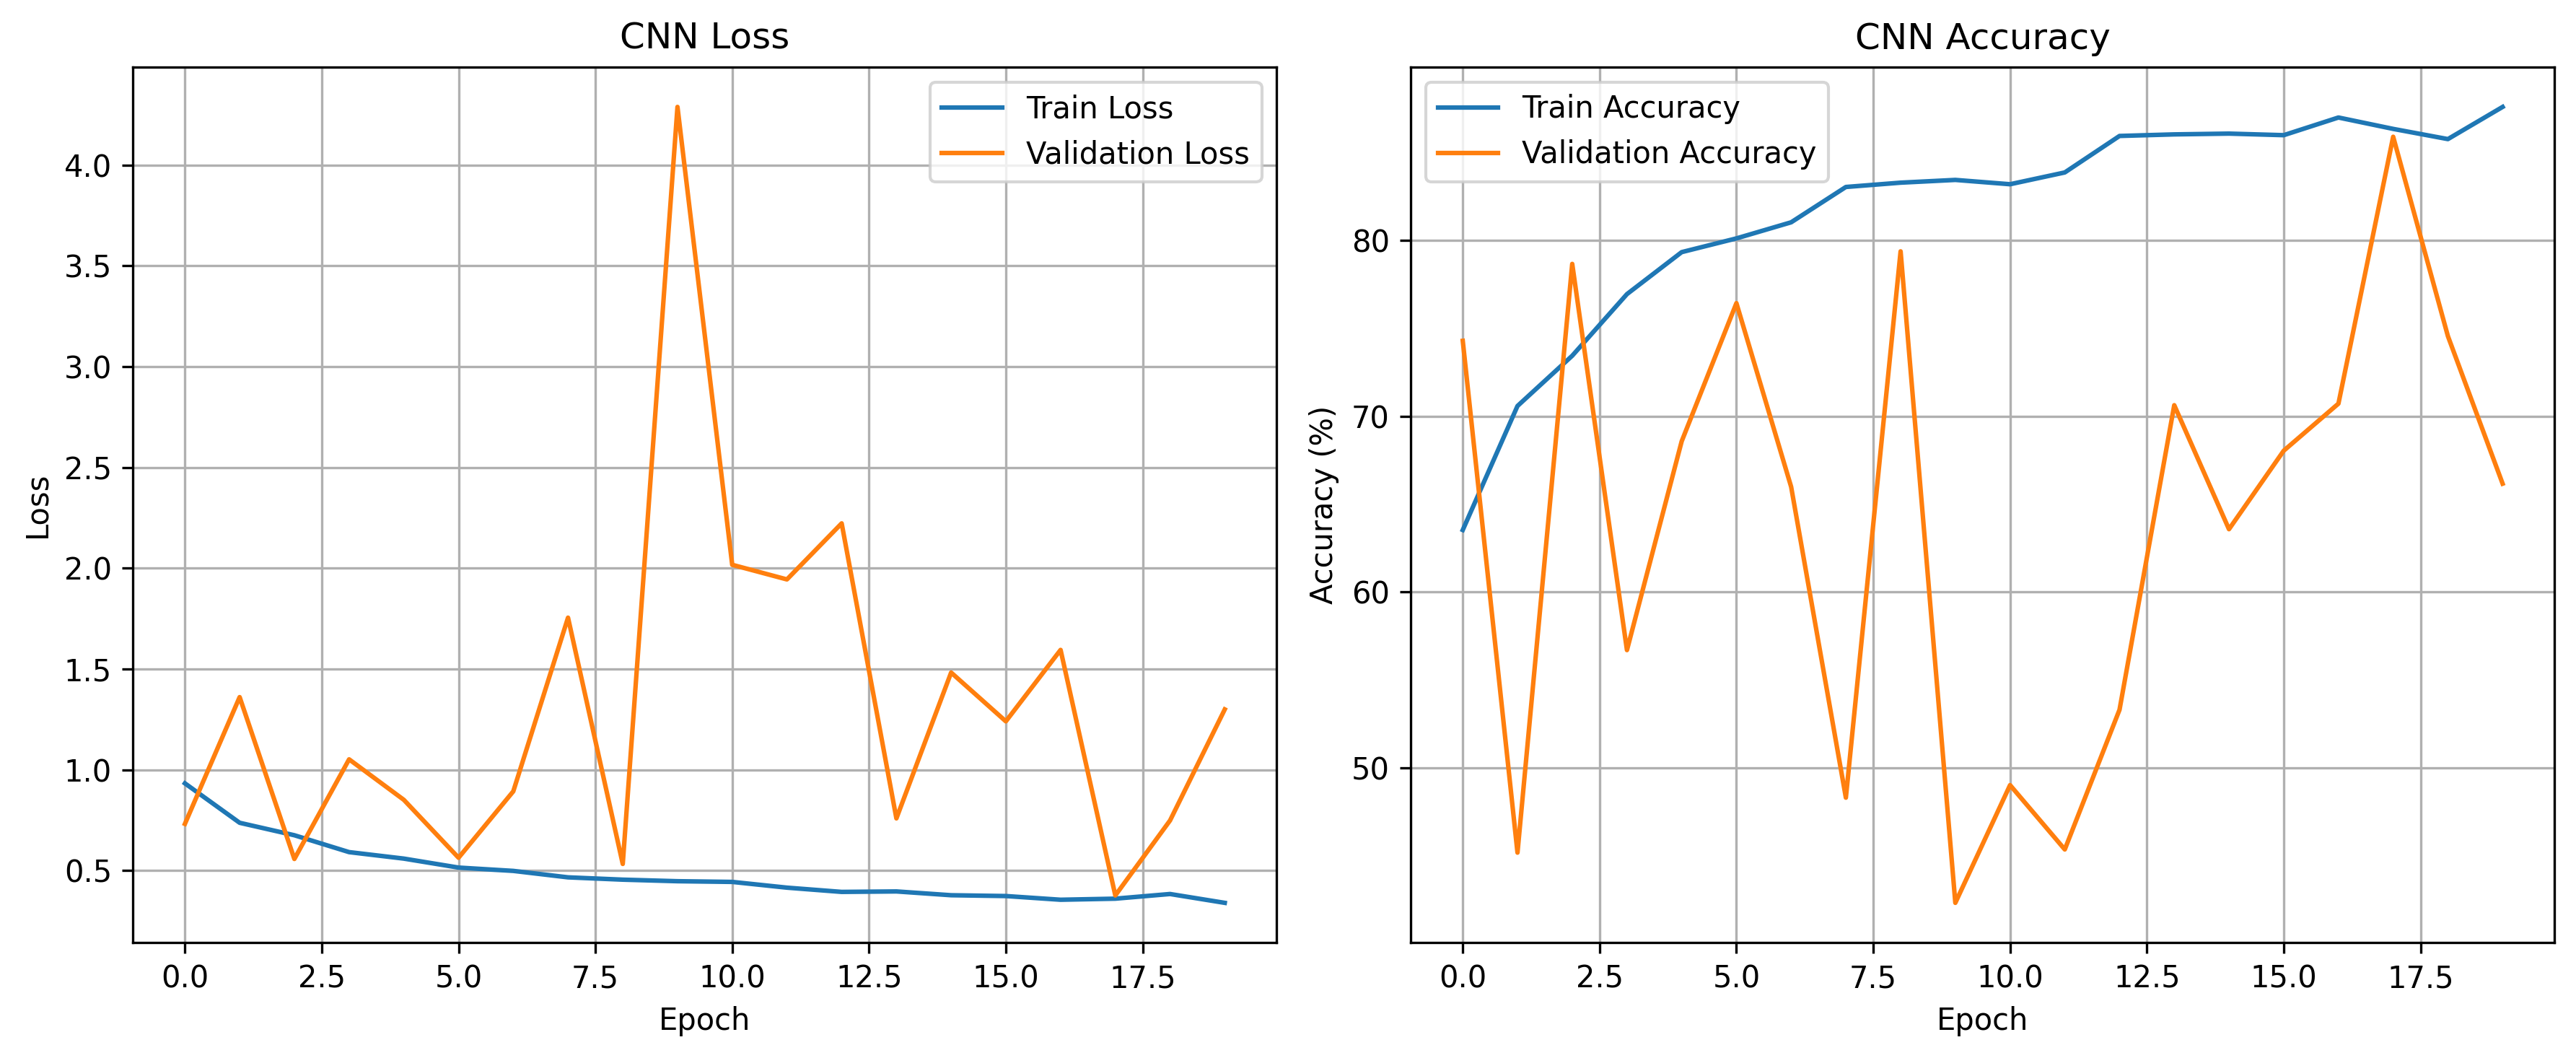 CNN Loss
Train Loss
Validation Loss
4.0
3.5
3.0
2.5
2.0
1.5
1.0
0.5
Loss
0.0 2.5 5.0 7.5 10.0 12.5 15.0 17.5
Epoch
CNN Accuracy
Train Accuracy
Validation Accuracy
80
70
60
50
Accuracy (%)
0.0 2.5 5.0 7.5 10.0 12.5 15.0 17.5
Epoch